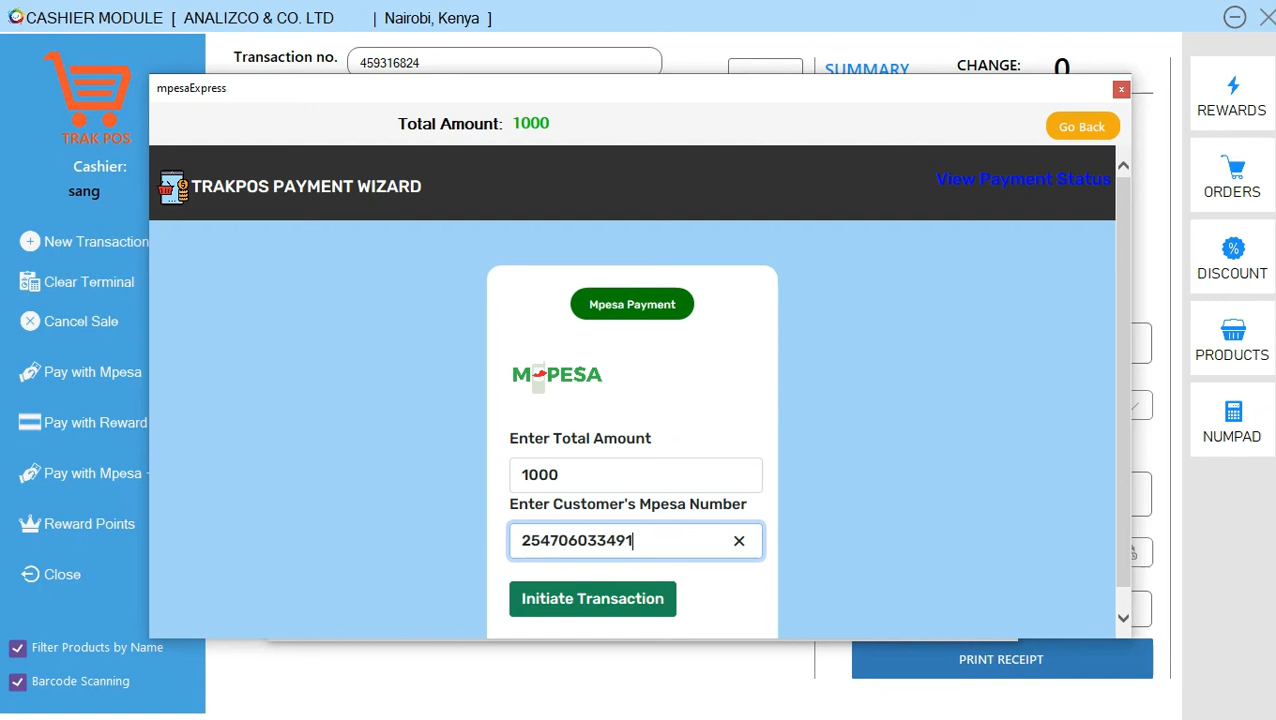 CASHIER MODULE [ ANALIZCO & CO. LTD | Nairobi, Kenya ]
TRAK POS
Cashier:
sang
New Transaction
Clear Terminal
Cancel Sale
Pay with Mpesa
Pay with Reward
Pay with Mpesa -
Reward Points
Close
Filter Products by Name
Barcode Scanning
Transaction no. 459316824
SUMMARY
CHANGE: 0
mpesaExpress
Total Amount: 1000
Go Back
TRAKPOS PAYMENT WIZARD
View Payment Status
Mpesa Payment
M-PESA
Enter Total Amount
1000
Enter Customer's Mpesa Number
254706033491
Initiate Transaction
PRINT RECEIPT
REWARDS
ORDERS
%
DISCOUNT
PRODUCTS
NUMPAD